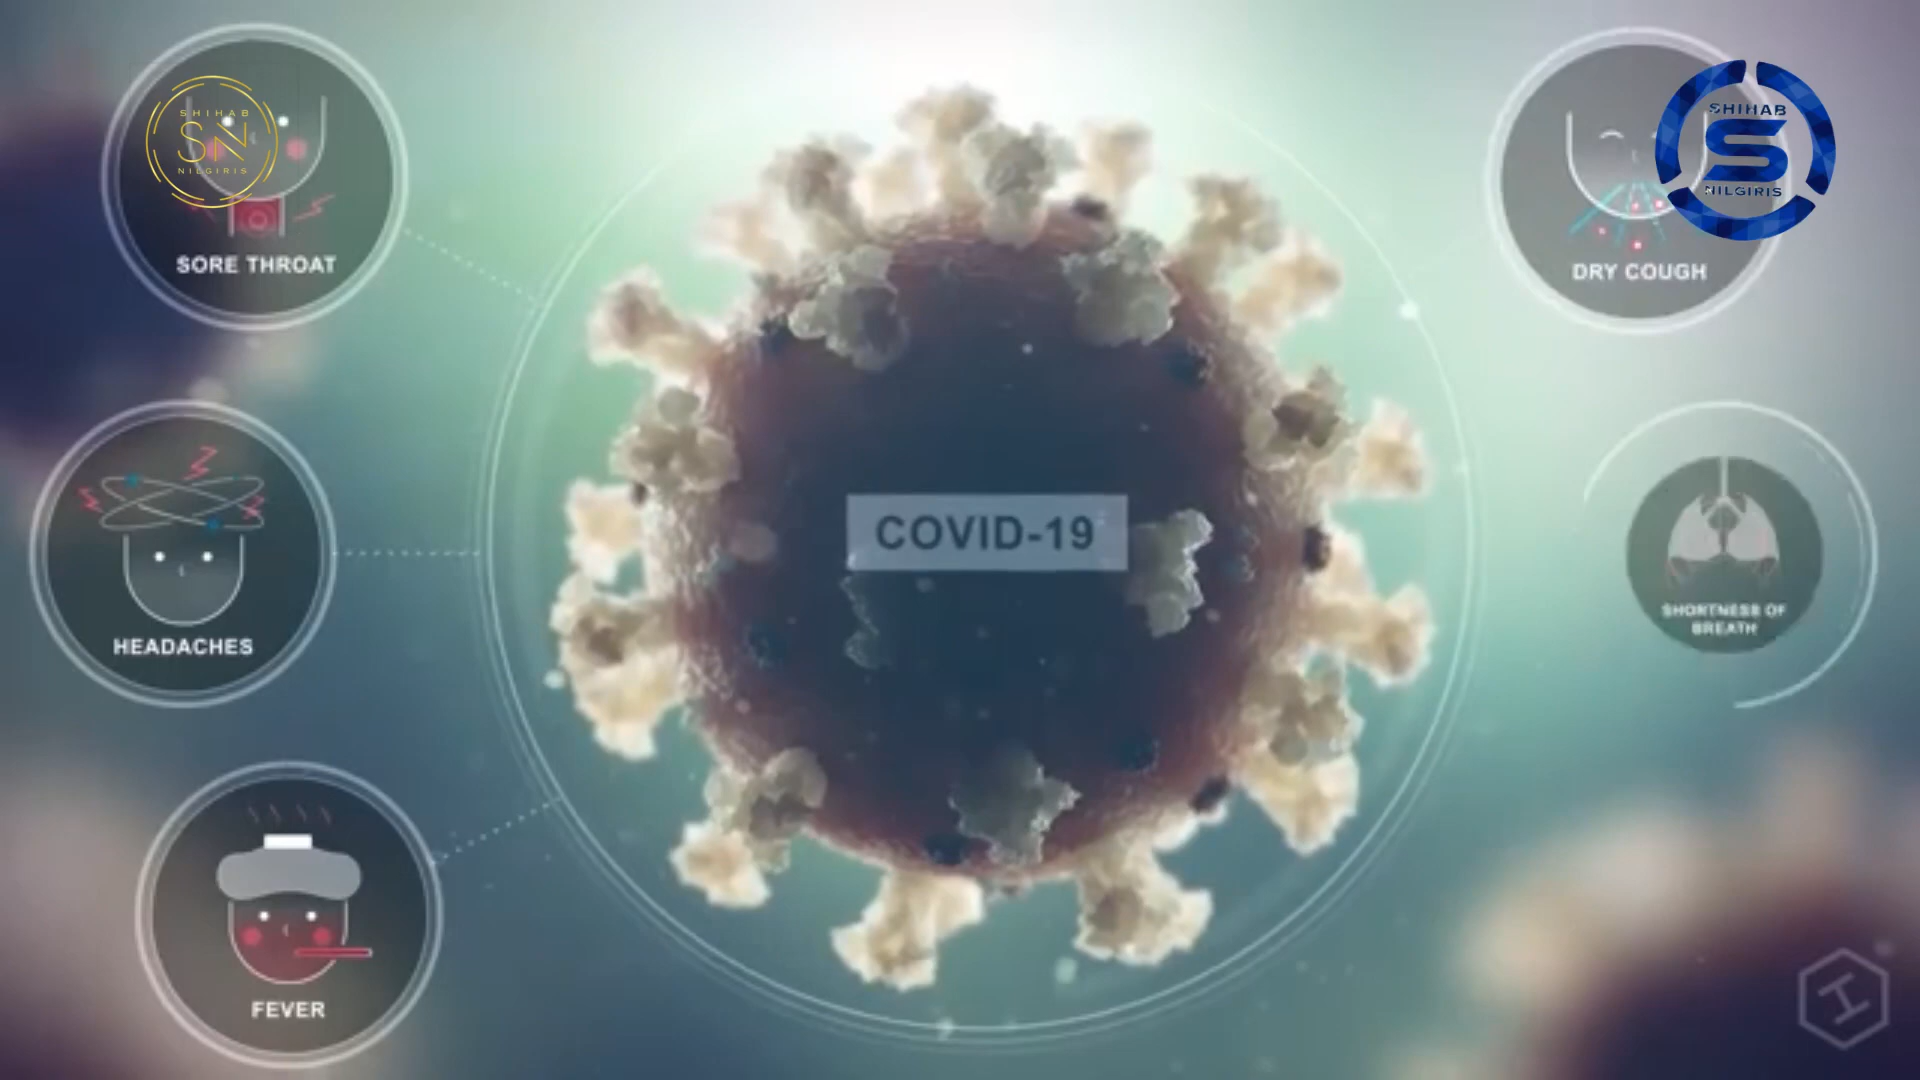 SHIHAB
SN
NILGIRIS
SORE THROAT
SHIHAB
S
NILGIRIS
DRY COUGH
HEADACHES
COVID-19
SHORTNESS OF
BREATH
FEVER